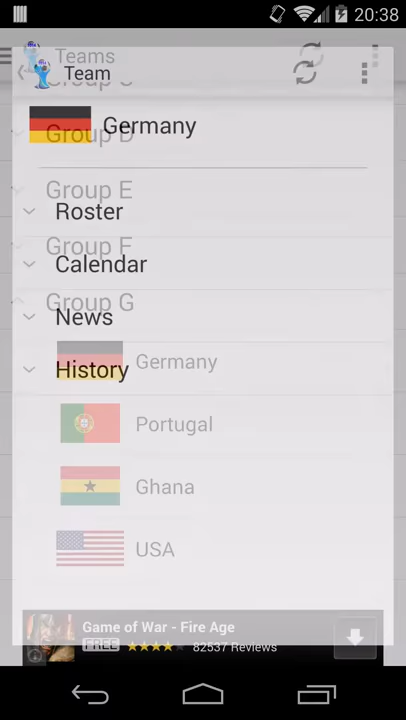 20:38
Teams
Team
Group C
Germany
Group D
Group E
Roster
Group F
Calendar
Group G
News
Germany
History
Portugal
Ghana
USA
Game of War - Fire Age
FREE 82537 Reviews